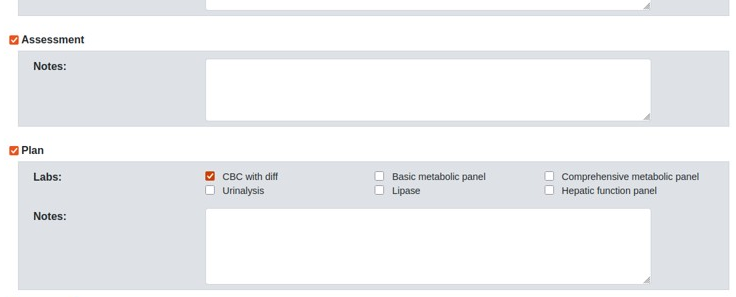 Assessment
Notes:
Plan
Labs: CBC with diff Basic metabolic panel Comprehensive metabolic panel
Urinalysis Lipase Hepatic function panel
Notes: